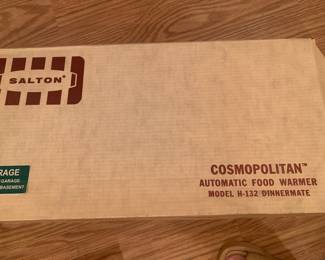 SALTON®
RAGE
GARAGE
BASEMENT
COSMOPOLITAN™
AUTOMATIC FOOD WARMER
MODEL H-132 DINNERMATE